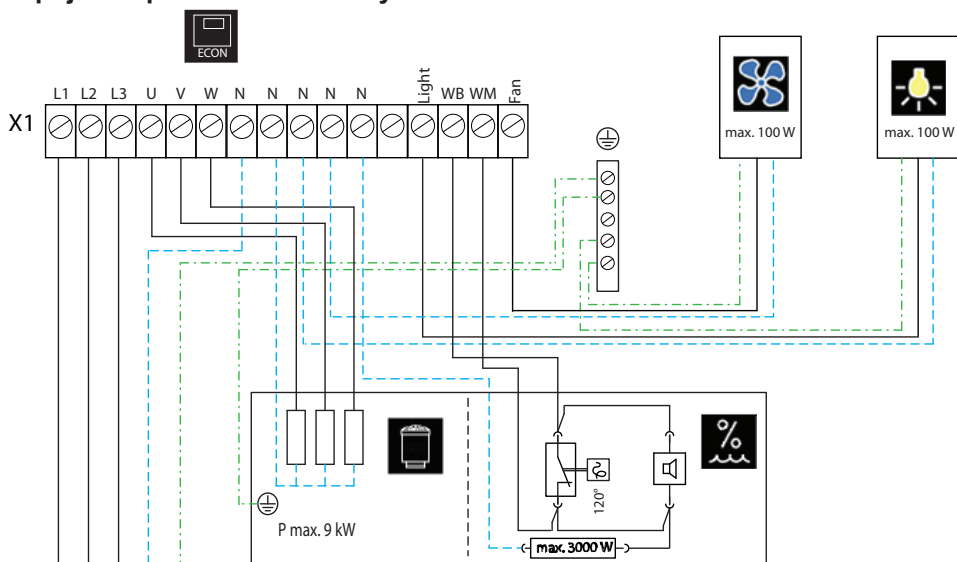 ECON
L1 L2 L3 U V W N N N N N Light WB WM Fan
X1
max. 100 W
max. 100 W
%
120°
P max. 9 kW
max. 3000 W